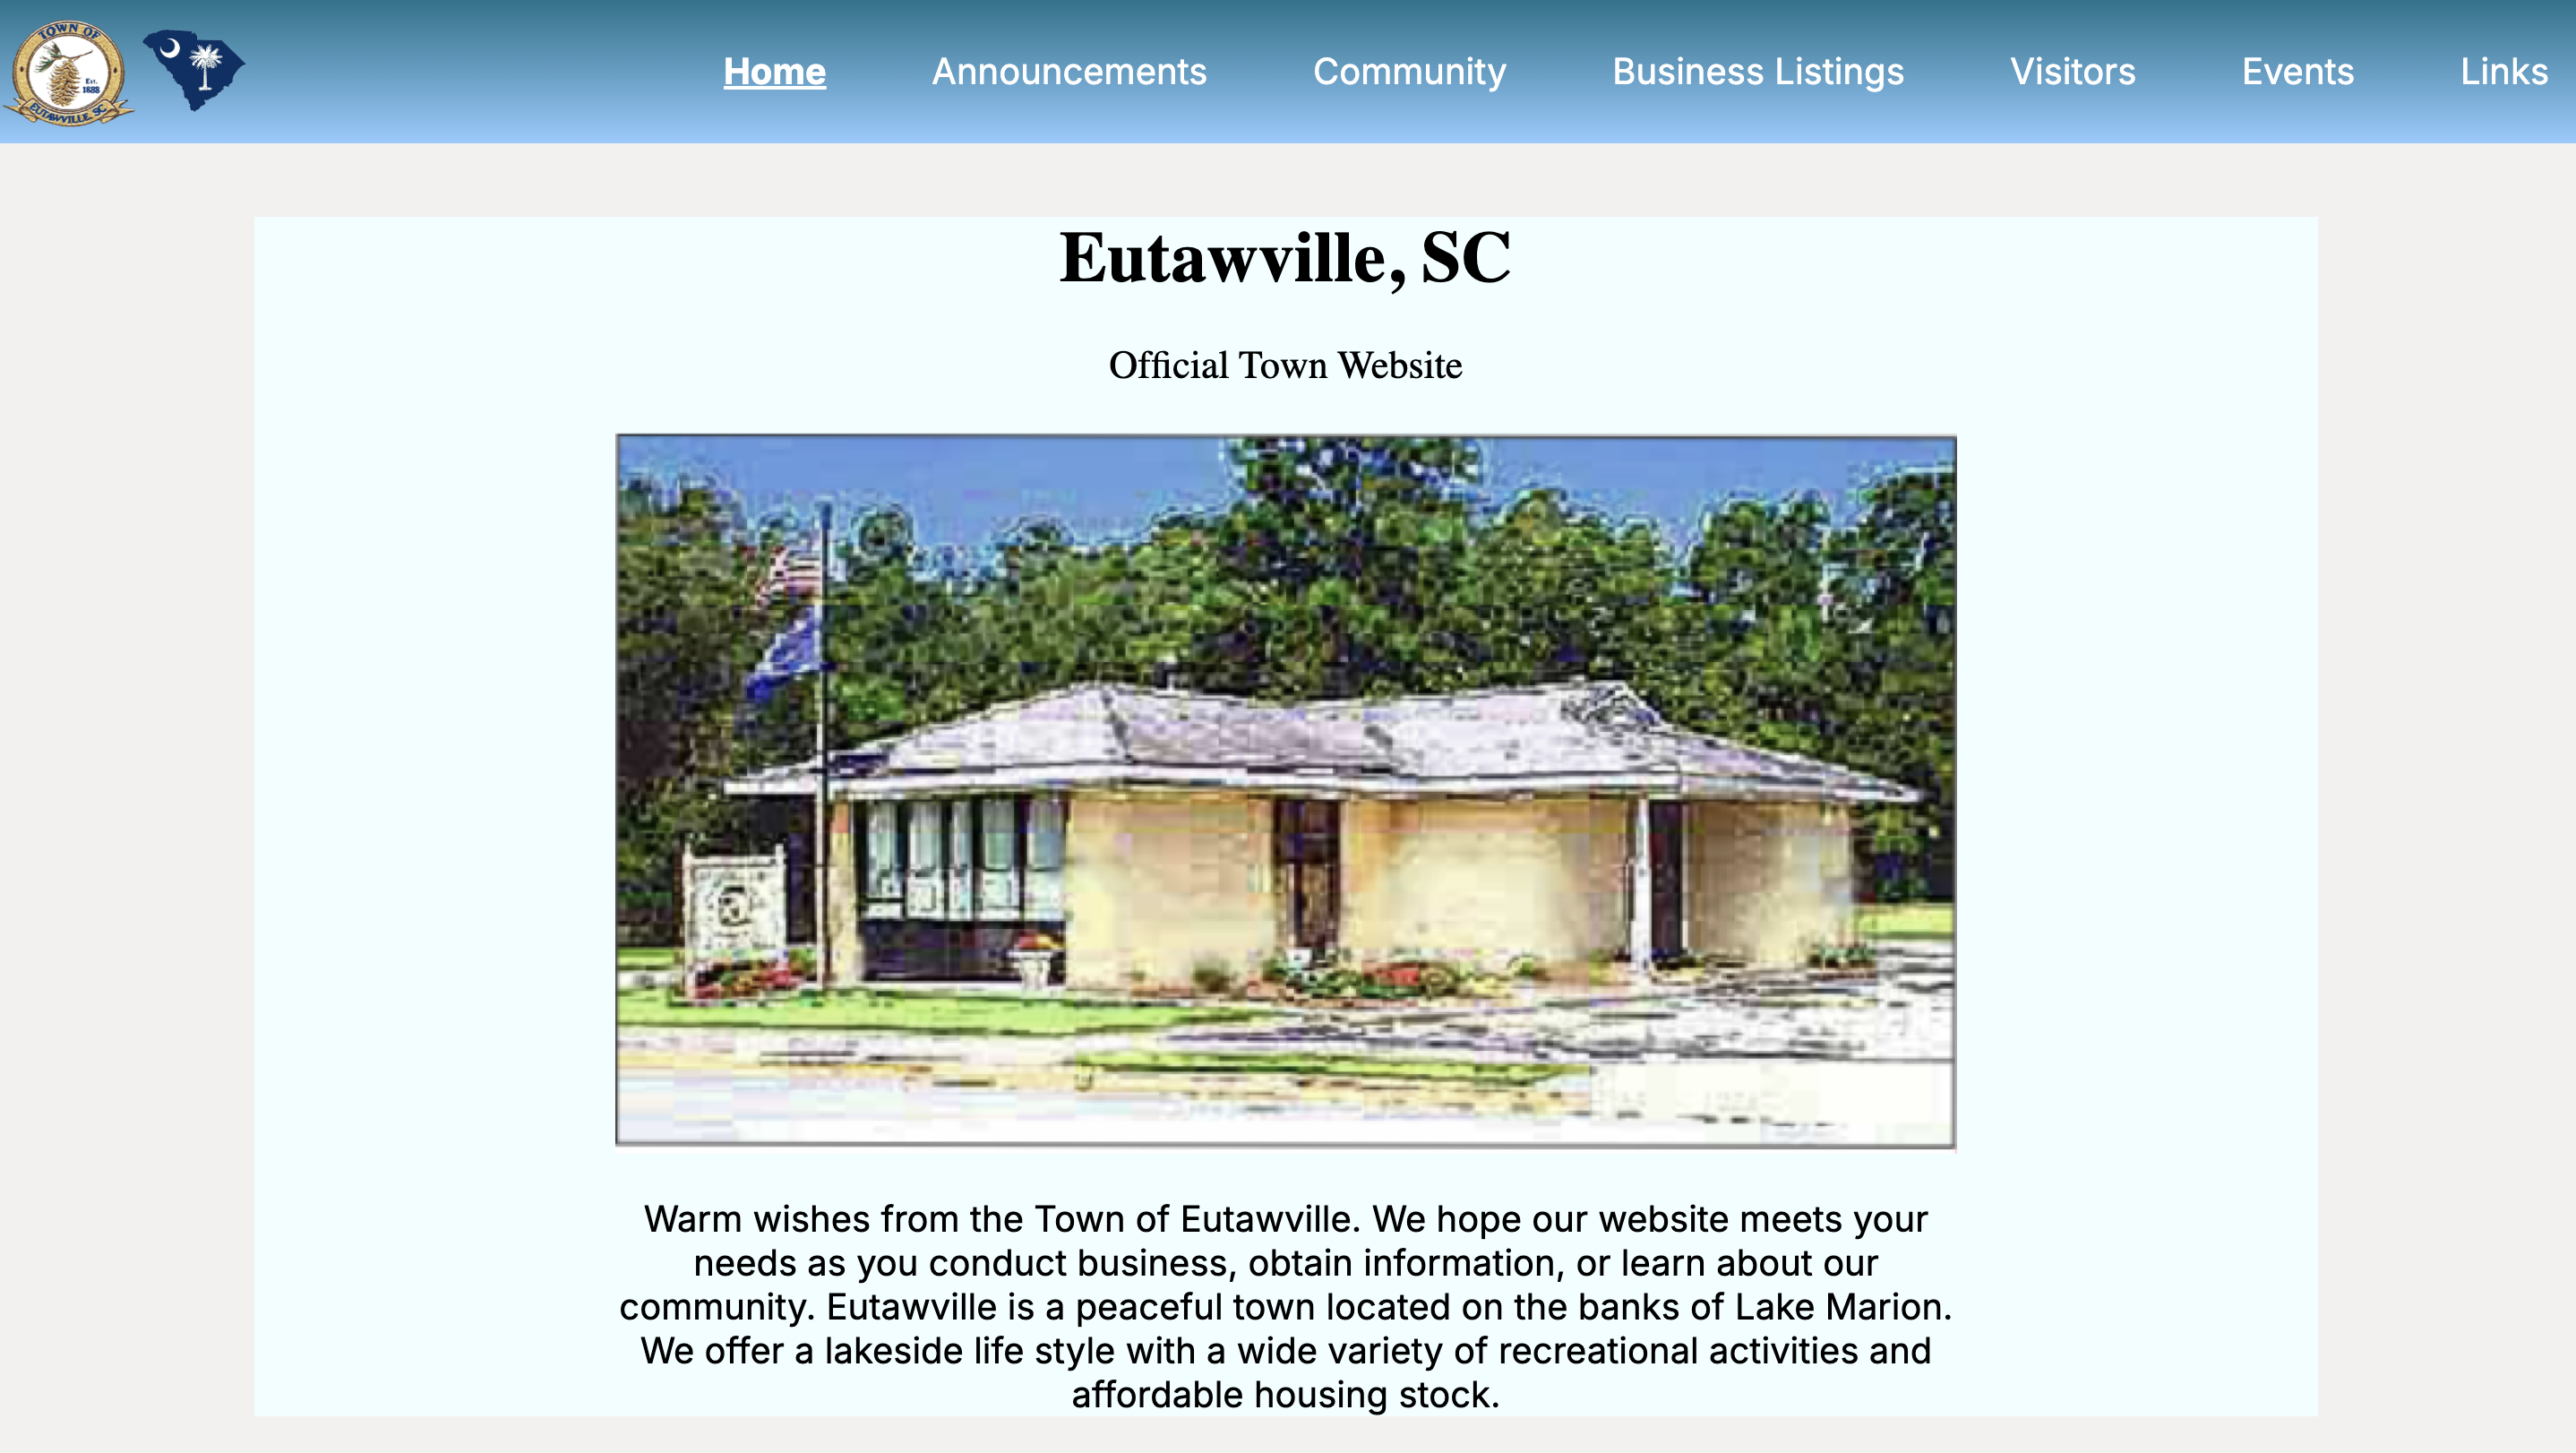 TOWN OF
Est.
1888
EUTAWVILLE, SC
Home Announcements Community Business Listings Visitors Events Links
Eutawville, SC
Official Town Website
Warm wishes from the Town of Eutawville. We hope our website meets your
needs as you conduct business, obtain information, or learn about our
community. Eutawville is a peaceful town located on the banks of Lake Marion.
We offer a lakeside life style with a wide variety of recreational activities and
affordable housing stock.